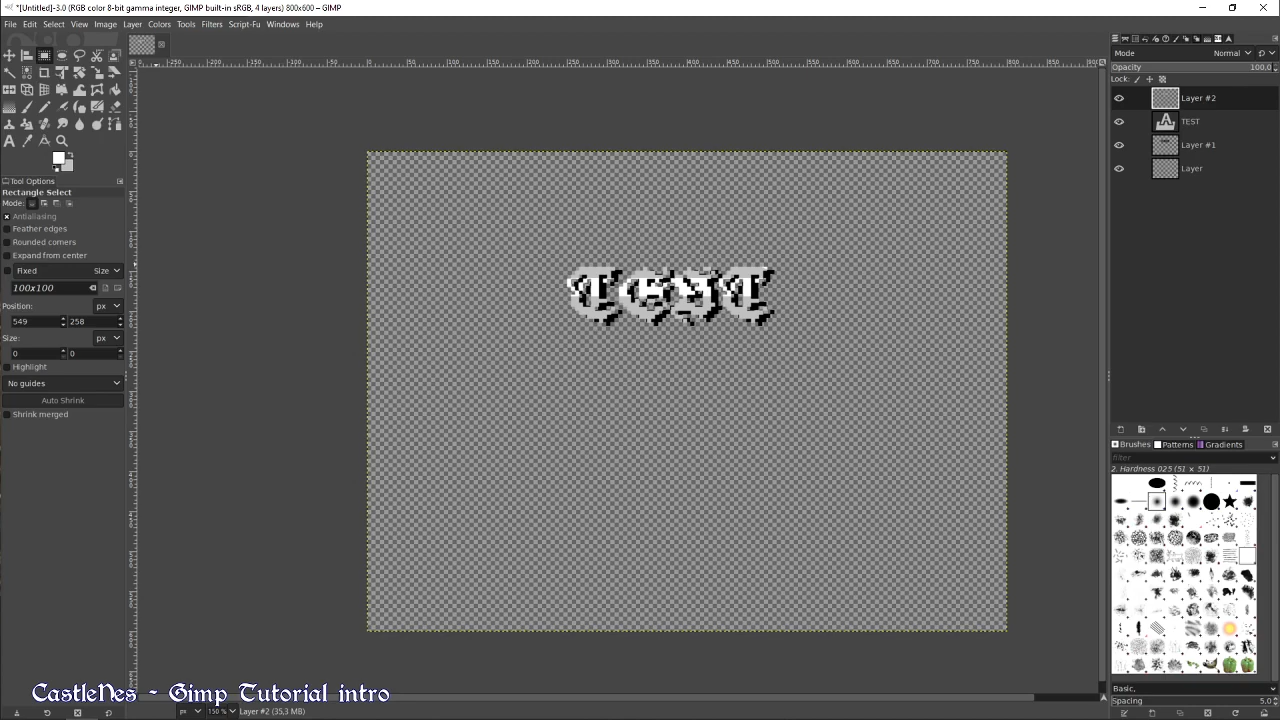 *[Untitled]-3.0 (RGB color 8-bit gamma integer, GIMP built-in sRGB, 4 layers) 800x600 – GIMP
File Edit Select View Image Layer Colors Tools Filters Script-Fu Windows Help
Tool Options
Rectangle Select
Mode:
Antialiasing
Feather edges
Rounded corners
Expand from center
Fixed Size
100x100
Position: px
549 258
Size: px
0 0
Highlight
No guides
Auto Shrink
Shrink merged
TEST
CastleNes - Gimp Tutorial intro
px 150 % Layer #2 (35,3 MB)
Mode Normal
Opacity 100,0
Lock:
Layer #2
TEST
Layer #1
Layer
Brushes Patterns Gradients
filter
2. Hardness 025 (51 × 51)
Basic,
Spacing 5.0